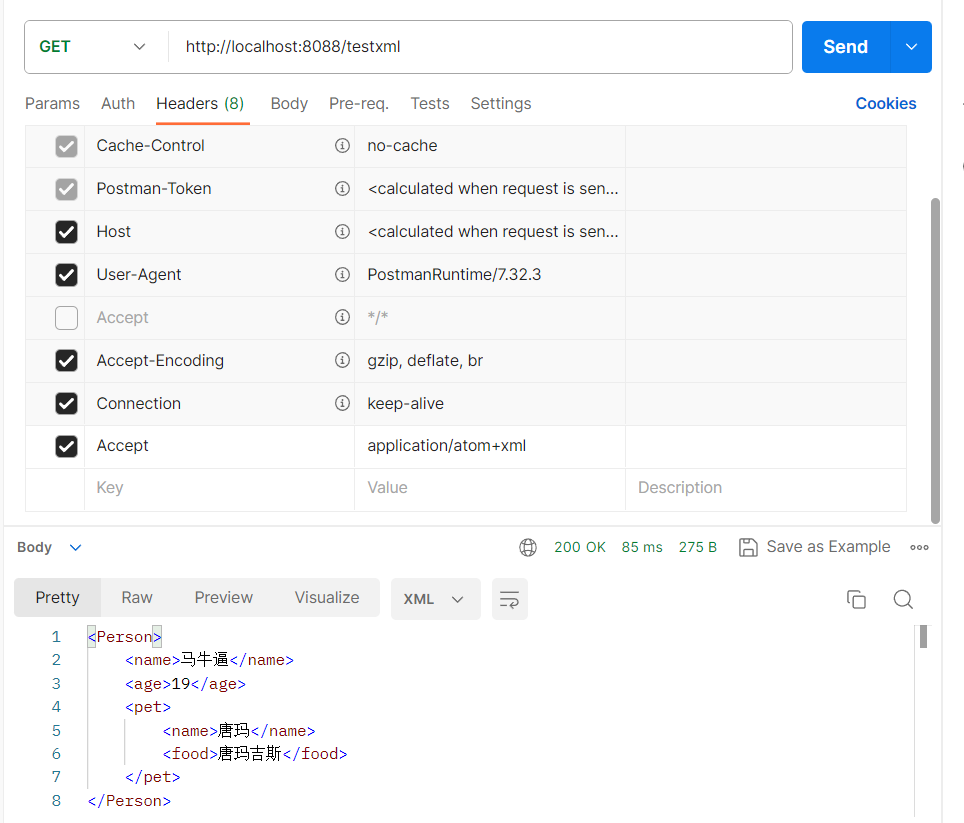 GET http://localhost:8088/testxml Send
Params Auth Headers (8) Body Pre-req. Tests Settings Cookies
Cache-Control no-cache
Postman-Token <calculated when request is sen...
Host <calculated when request is sen...
User-Agent PostmanRuntime/7.32.3
Accept */*
Accept-Encoding gzip, deflate, br
Connection keep-alive
Accept application/atom+xml
Key Value Description
Body 200 OK 85 ms 275 B Save as Example
Pretty Raw Preview Visualize XML
1 <Person>
2 <name>马牛逼</name>
3 <age>19</age>
4 <pet>
5 <name>唐玛</name>
6 <food>唐玛吉斯</food>
7 </pet>
8 </Person>